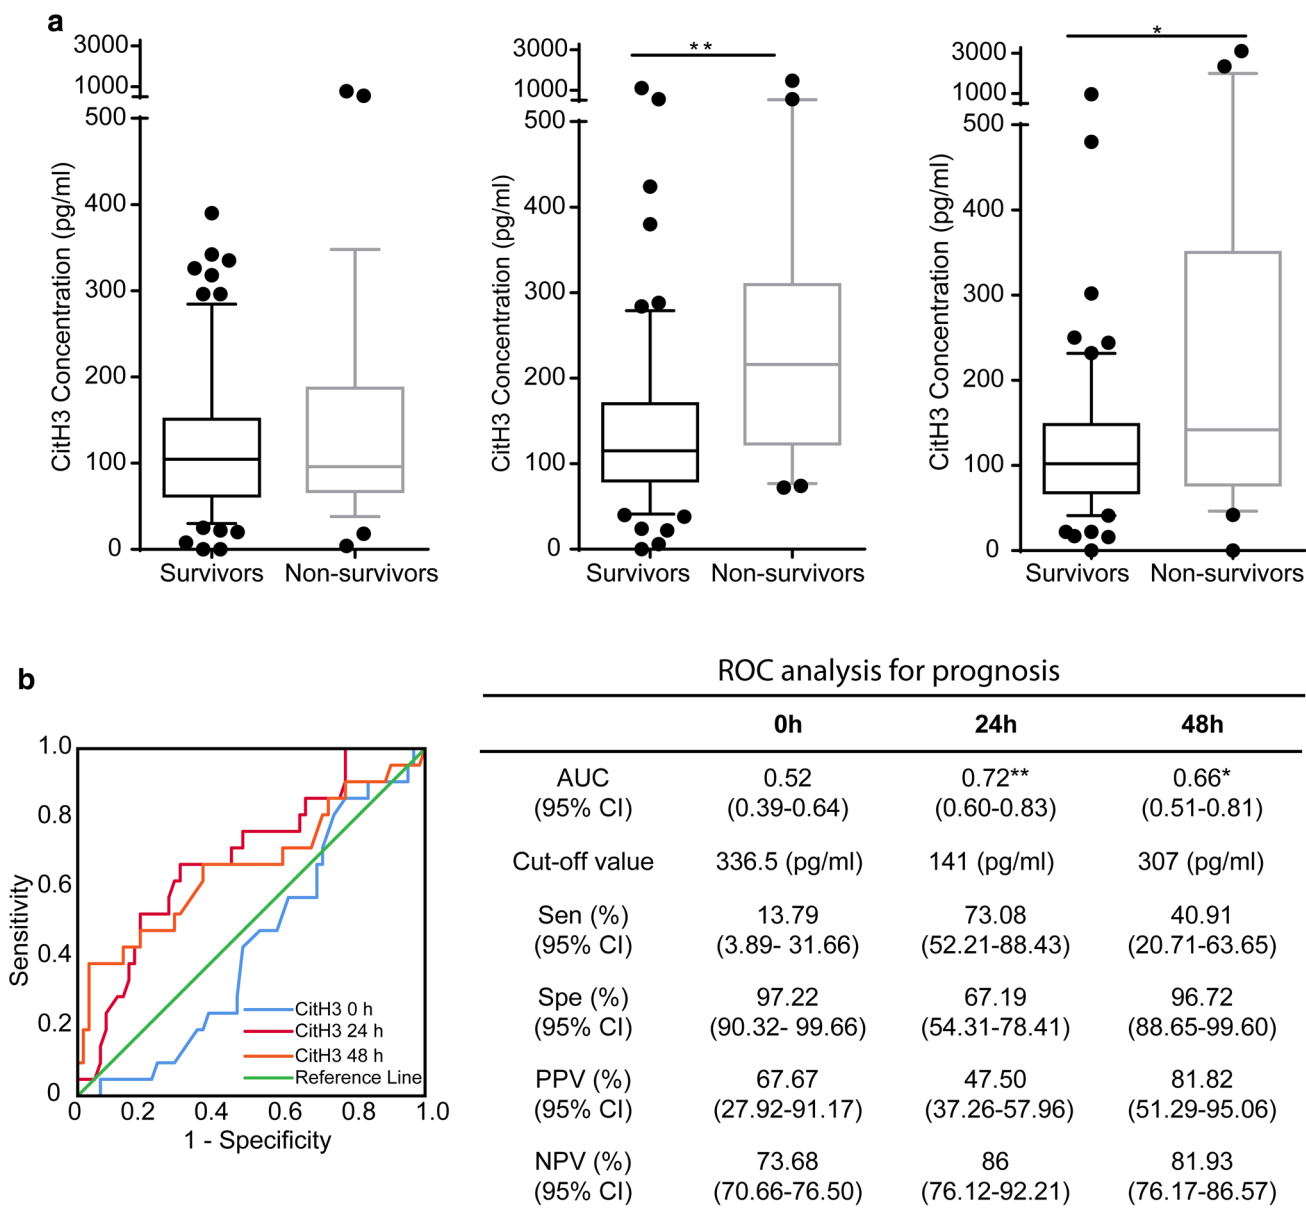 a
3000
1000
500
400
300
200
100
0
CitH3 Concentration (pg/ml)
Survivors Non-survivors
**
3000
1000
500
400
300
200
100
0
CitH3 Concentration (pg/ml)
Survivors Non-survivors
*
3000
1000
500
400
300
200
100
0
CitH3 Concentration (pg/ml)
Survivors Non-survivors
b
1.0
0.8
0.6
0.4
0.2
0
Sensitivity
CitH3 0 h
CitH3 24 h
CitH3 48 h
Reference Line
0 0.2 0.4 0.6 0.8 1.0
1 - Specificity
ROC analysis for prognosis
0h 24h 48h
AUC 0.52 0.72** 0.66*
(95% CI) (0.39-0.64) (0.60-0.83) (0.51-0.81)
Cut-off value 336.5 (pg/ml) 141 (pg/ml) 307 (pg/ml)
Sen (%) 13.79 73.08 40.91
(95% CI) (3.89- 31.66) (52.21-88.43) (20.71-63.65)
Spe (%) 97.22 67.19 96.72
(95% CI) (90.32- 99.66) (54.31-78.41) (88.65-99.60)
PPV (%) 67.67 47.50 81.82
(95% CI) (27.92-91.17) (37.26-57.96) (51.29-95.06)
NPV (%) 73.68 86 81.93
(95% CI) (70.66-76.50) (76.12-92.21) (76.17-86.57)